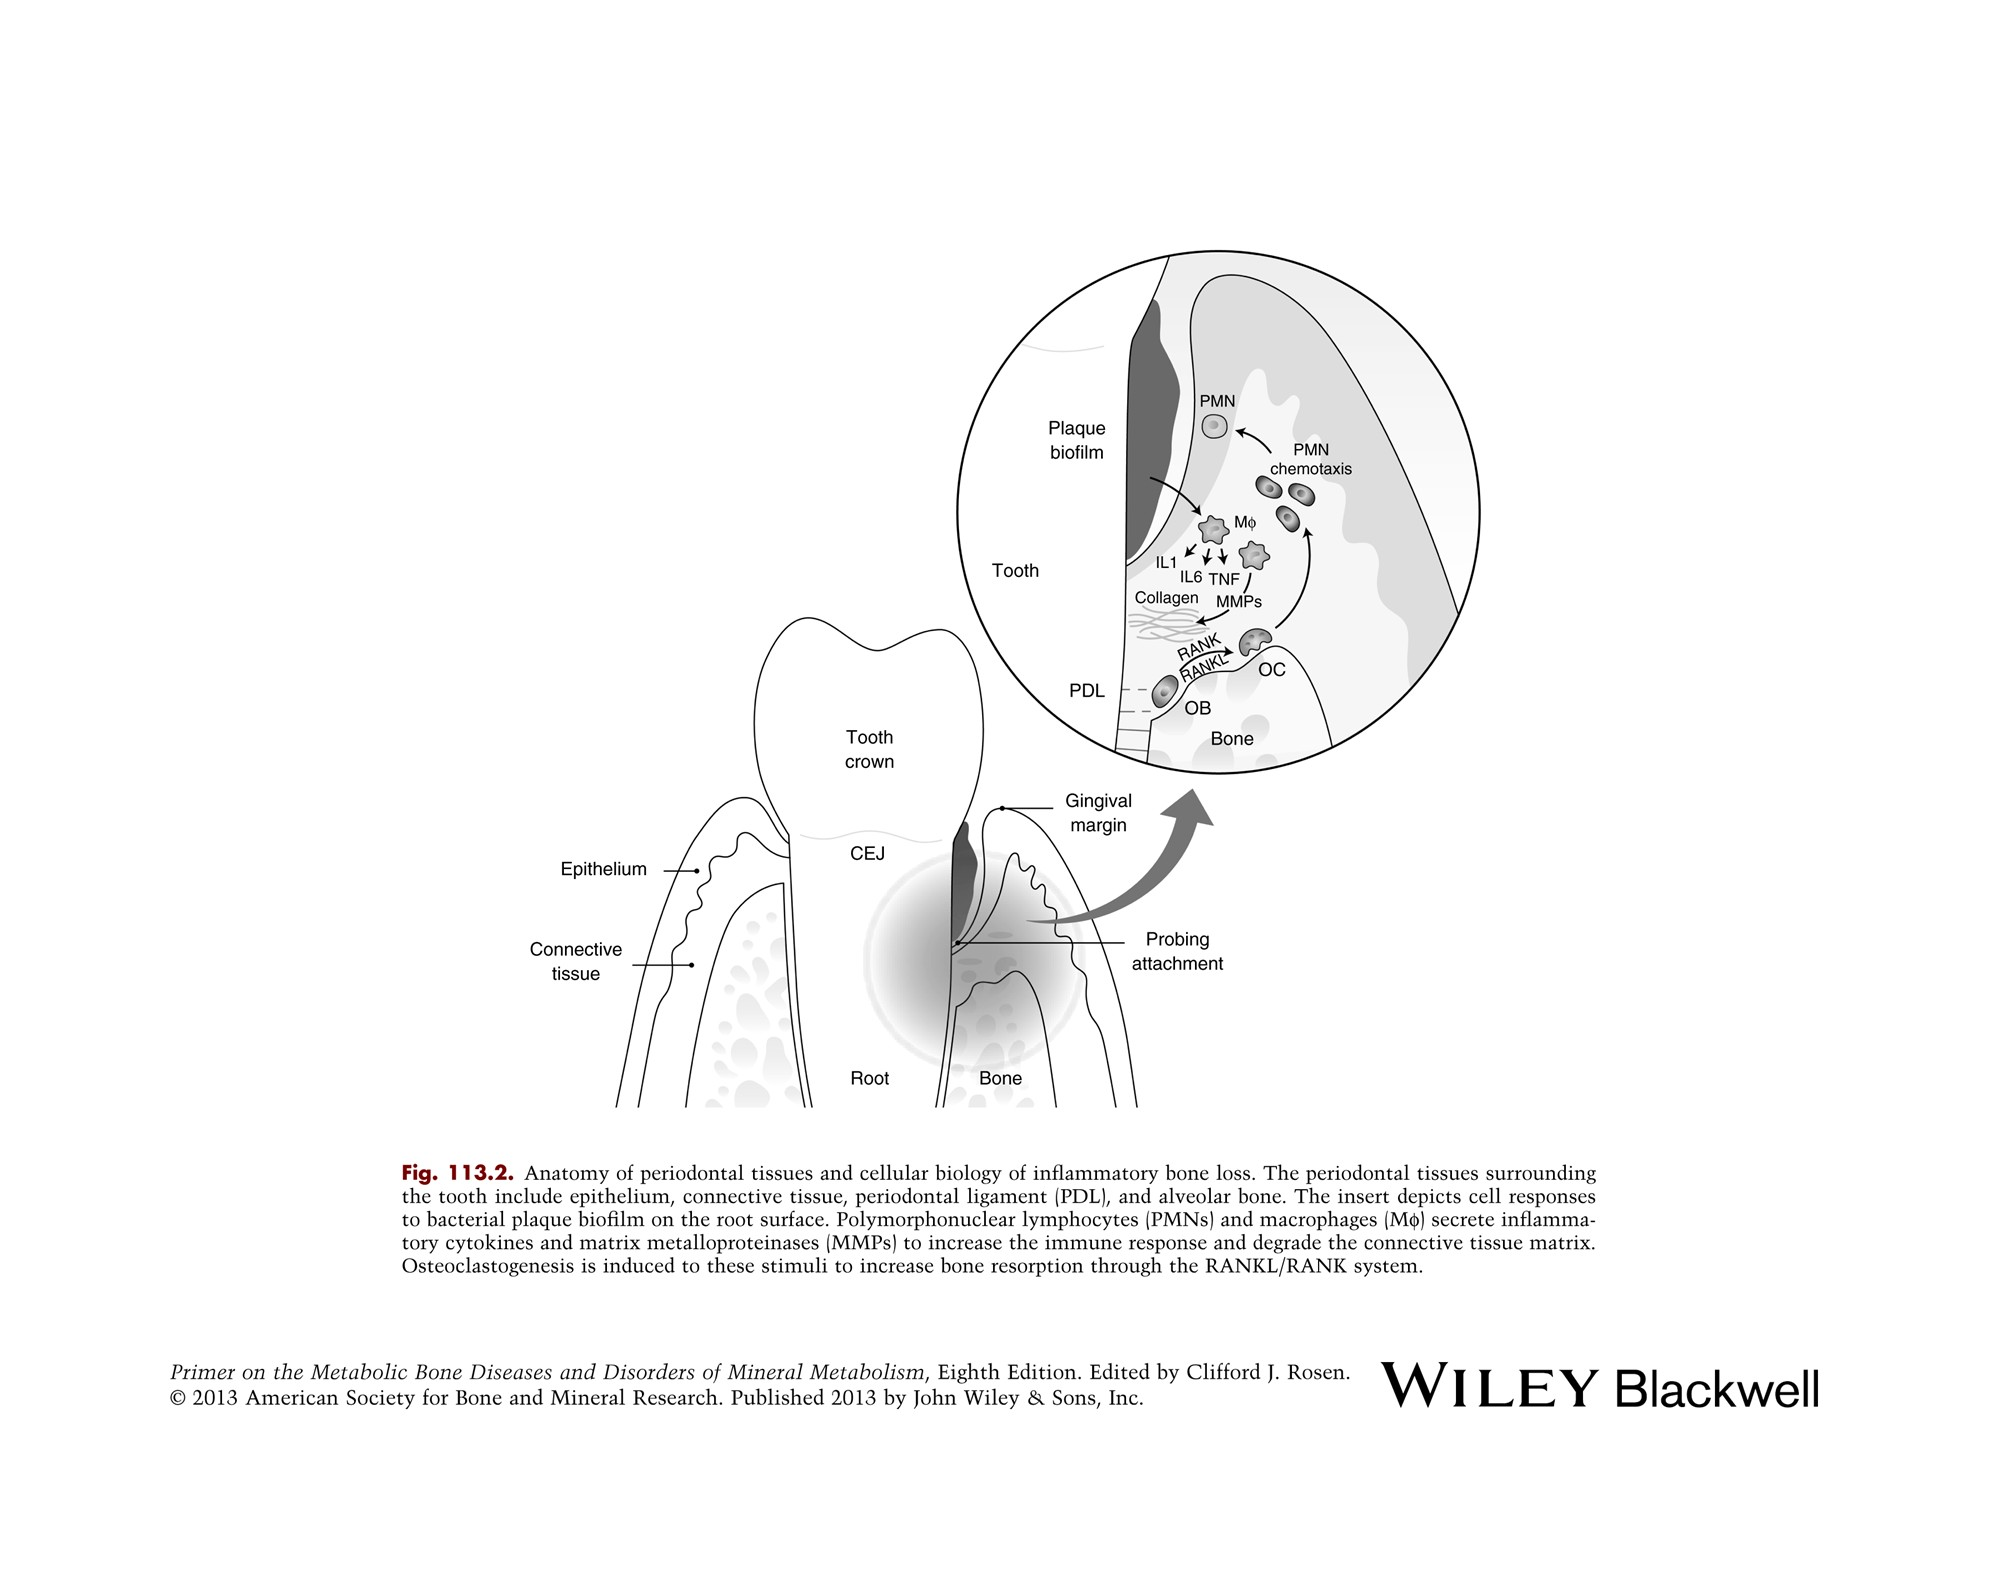 PMN
Plaque
biofilm
PMN
chemotaxis
Mϕ
IL1
IL6 TNF
Tooth
Collagen
MMPs
RANK
RANKL
OC
PDL
OB
Bone
Tooth
crown
Gingival
margin
CEJ
Epithelium
Connective
tissue
Probing
attachment
Root
Bone
Fig. 113.2. Anatomy of periodontal tissues and cellular biology of inflammatory bone loss. The periodontal tissues surrounding
the tooth include epithelium, connective tissue, periodontal ligament (PDL), and alveolar bone. The insert depicts cell responses
to bacterial plaque biofilm on the root surface. Polymorphonuclear lymphocytes (PMNs) and macrophages (Mϕ) secrete inflamma-
tory cytokines and matrix metalloproteinases (MMPs) to increase the immune response and degrade the connective tissue matrix.
Osteoclastogenesis is induced to these stimuli to increase bone resorption through the RANKL/RANK system.
Primer on the Metabolic Bone Diseases and Disorders of Mineral Metabolism, Eighth Edition. Edited by Clifford J. Rosen.
© 2013 American Society for Bone and Mineral Research. Published 2013 by John Wiley & Sons, Inc.
WILEY Blackwell